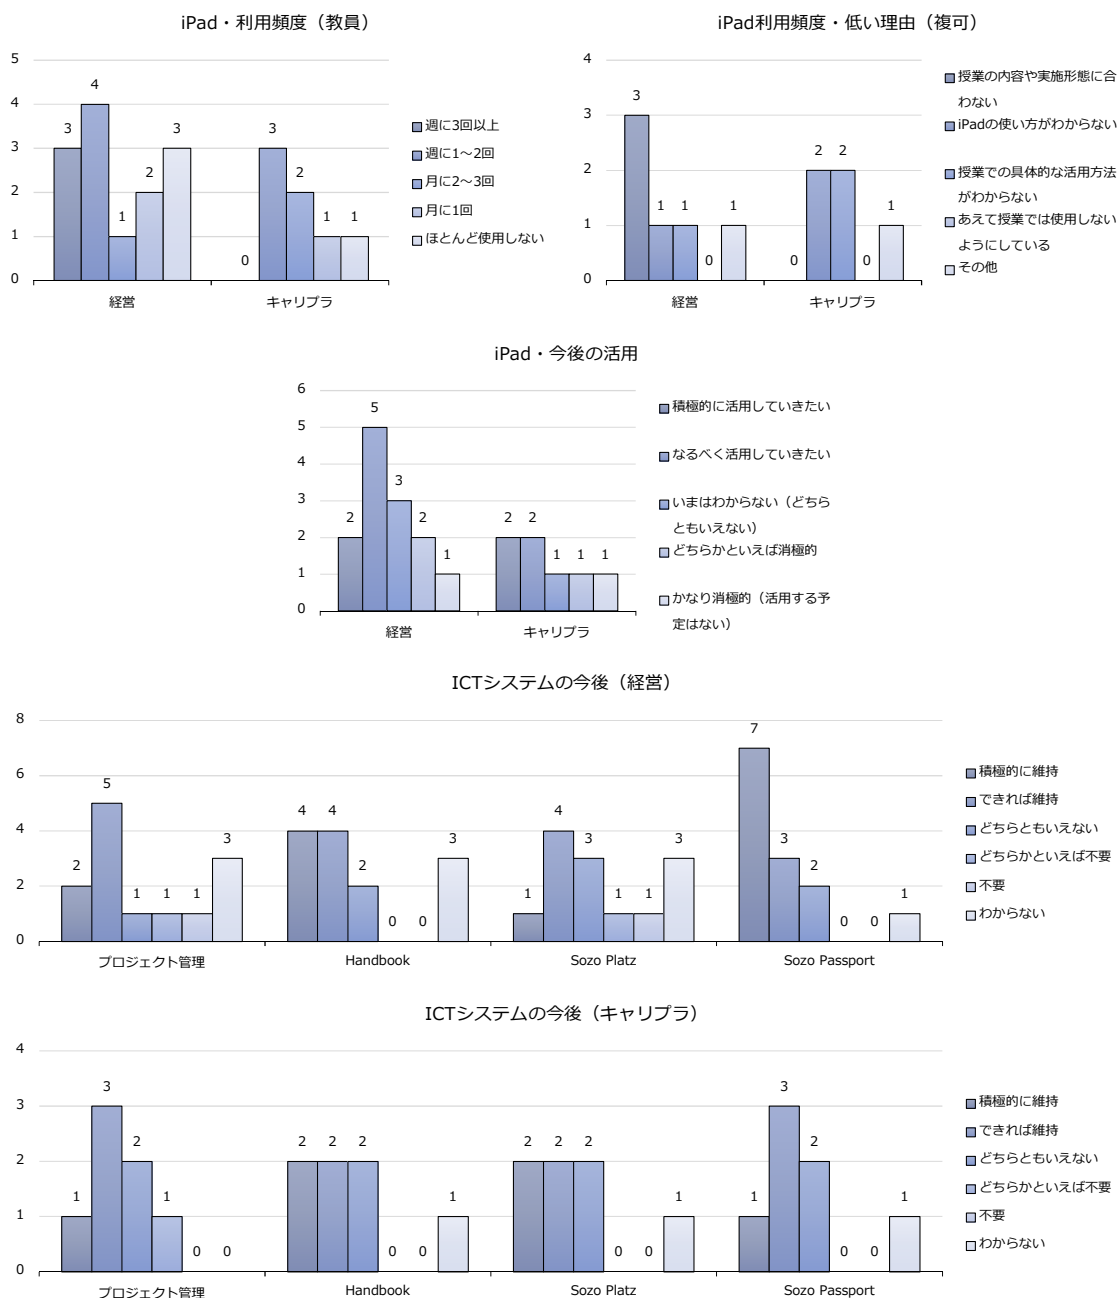 iPad・利用頻度（教員）
5
4
3
2
1
0
3
4
1
2
3
0
3
2
1
1
経営
キャリプラ
週に3回以上
週に1～2回
月に2～3回
月に1回
ほとんど使用しない
iPad利用頻度・低い理由（複可）
4
3
2
1
0
3
1
1
0
1
0
2
2
0
1
経営
キャリプラ
授業の内容や実施形態に合
わない
iPadの使い方がわからない
授業での具体的な活用方法
がわからない
あえて授業では使用しない
ようにしている
その他
iPad・今後の活用
6
5
4
3
2
1
0
2
5
3
2
1
2
2
1
1
1
経営
キャリプラ
積極的に活用していきたい
なるべく活用していきたい
いまはわからない（どちら
ともいえない）
どちらかといえば消極的
かなり消極的（活用する予
定はない）
ICTシステムの今後（経営）
8
6
4
2
0
2
5
1
1
1
3
4
4
2
0
0
3
1
4
3
1
1
3
7
3
2
0
0
1
プロジェクト管理
Handbook
Sozo Platz
Sozo Passport
積極的に維持
できれば維持
どちらともいえない
どちらかといえば不要
不要
わからない
ICTシステムの今後（キャリプラ）
4
3
2
1
0
1
3
2
1
0
0
2
2
2
0
0
1
2
2
2
0
0
1
1
3
2
0
0
1
プロジェクト管理
Handbook
Sozo Platz
Sozo Passport
積極的に維持
できれば維持
どちらともいえない
どちらかといえば不要
不要
わからない